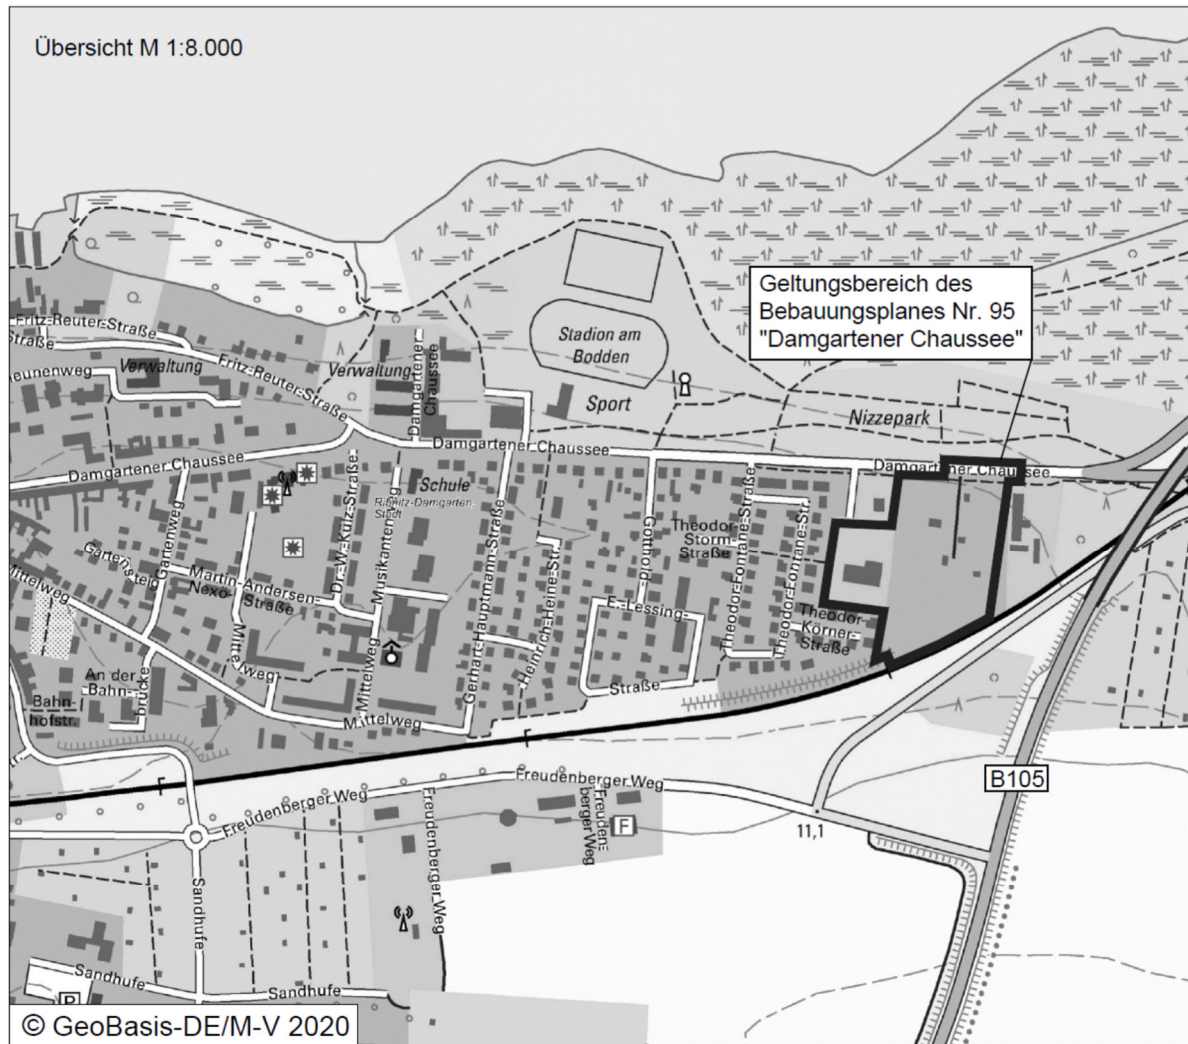 Übersicht M 1:8.000
Geltungsbereich des
Bebauungsplanes Nr. 95
"Damgartener Chaussee"
Fritz-Reuter-Straße
Straße
Verwaltung
Fritz-Reuter-Straße
eunenweg
Verwaltung
Damgartener
Chaussee
Stadion am
Bodden
Sport
Nizzepark
Damgartener Chaussee
Damgartener Chaussee
Damgartener Chaussee
Schule
Ribnitz-Damgarten,
Stadt
Gartenweg
Gartensteig
Mittelweg
Martin-Andersen-
Nexö-Straße
Dr.-W.-Külz-Straße
Musikantenweg
Mittelweg
Mittelweg
Mittelweg
Gerhart-Hauptmann-Straße
Heinrich-Heine-Str.
Gotthold-
E.-Lessing-
Straße
Theodor-
Storm-
Straße
Theodor-Fontane-Straße
Theodor-Fontane-Str.
Theodor-
Körner-
Straße
An der
Bahn-
brücke
Bahn-
hofstr.
tr.
Freudenberger Weg
Freudenberger Weg
Freudenberger Weg
Freuden-
berger Weg
F
B105
11,1
Sandhufe
Sandhufe
Sandhufe
P
© GeoBasis-DE/M-V 2020